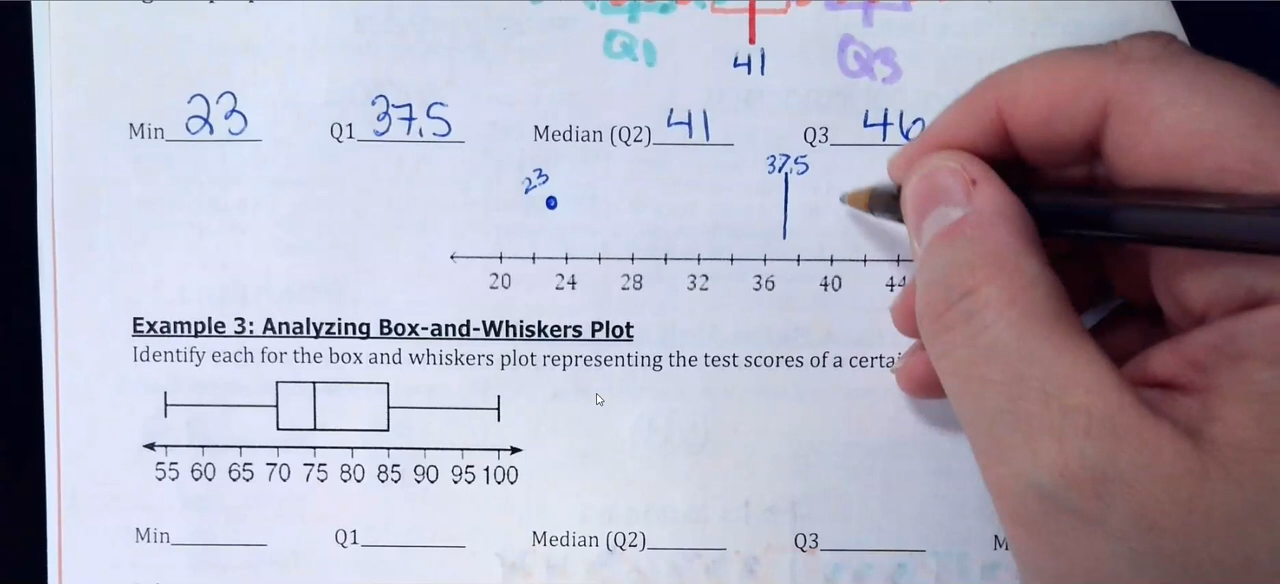 Q1 41 Q3
Min 23 Q1 37.5 Median (Q2) 41 Q3 46
23 37.5
20 24 28 32 36 40 44
Example 3: Analyzing Box-and-Whiskers Plot
Identify each for the box and whiskers plot representing the test scores of a
55 60 65 70 75 80 85 90 95 100
Min Q1 Median (Q2) Q3 M